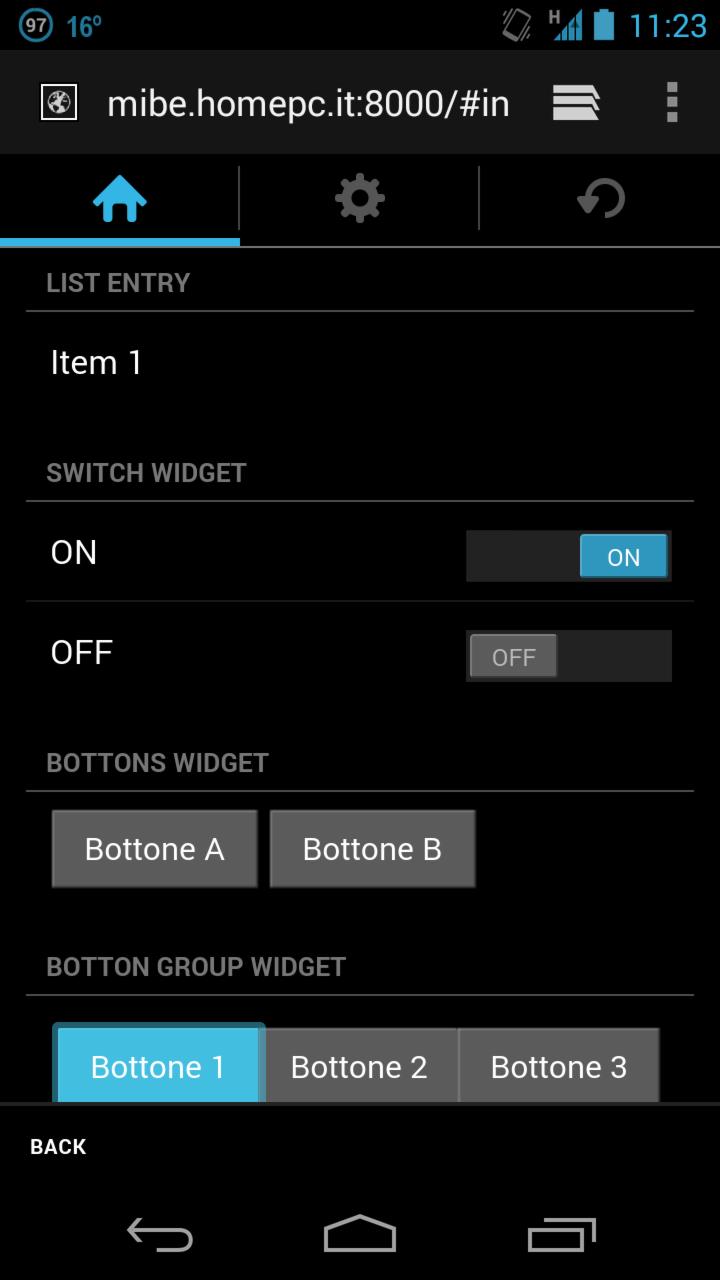 97 16º H 11:23
mibe.homepc.it:8000/#in
LIST ENTRY
Item 1
SWITCH WIDGET
ON ON
OFF OFF
BOTTONS WIDGET
Bottone A Bottone B
BOTTON GROUP WIDGET
Bottone 1 Bottone 2 Bottone 3
BACK